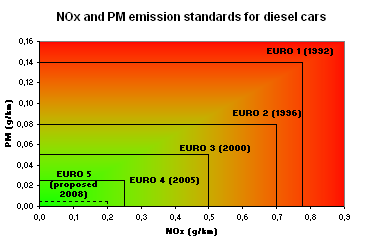 NOx and PM emission standards for diesel cars
0,16
EURO 1 (1992)
0,14
0,12
EURO 2 (1996)
0,10
PM (g/km)
0,08
0,06
EURO 3 (2000)
0,04
EURO 5
(proposed
2008)
EURO 4 (2005)
0,02
0,00
0,0 0,1 0,2 0,3 0,4 0,5 0,6 0,7 0,8 0,9
NOx (g/km)